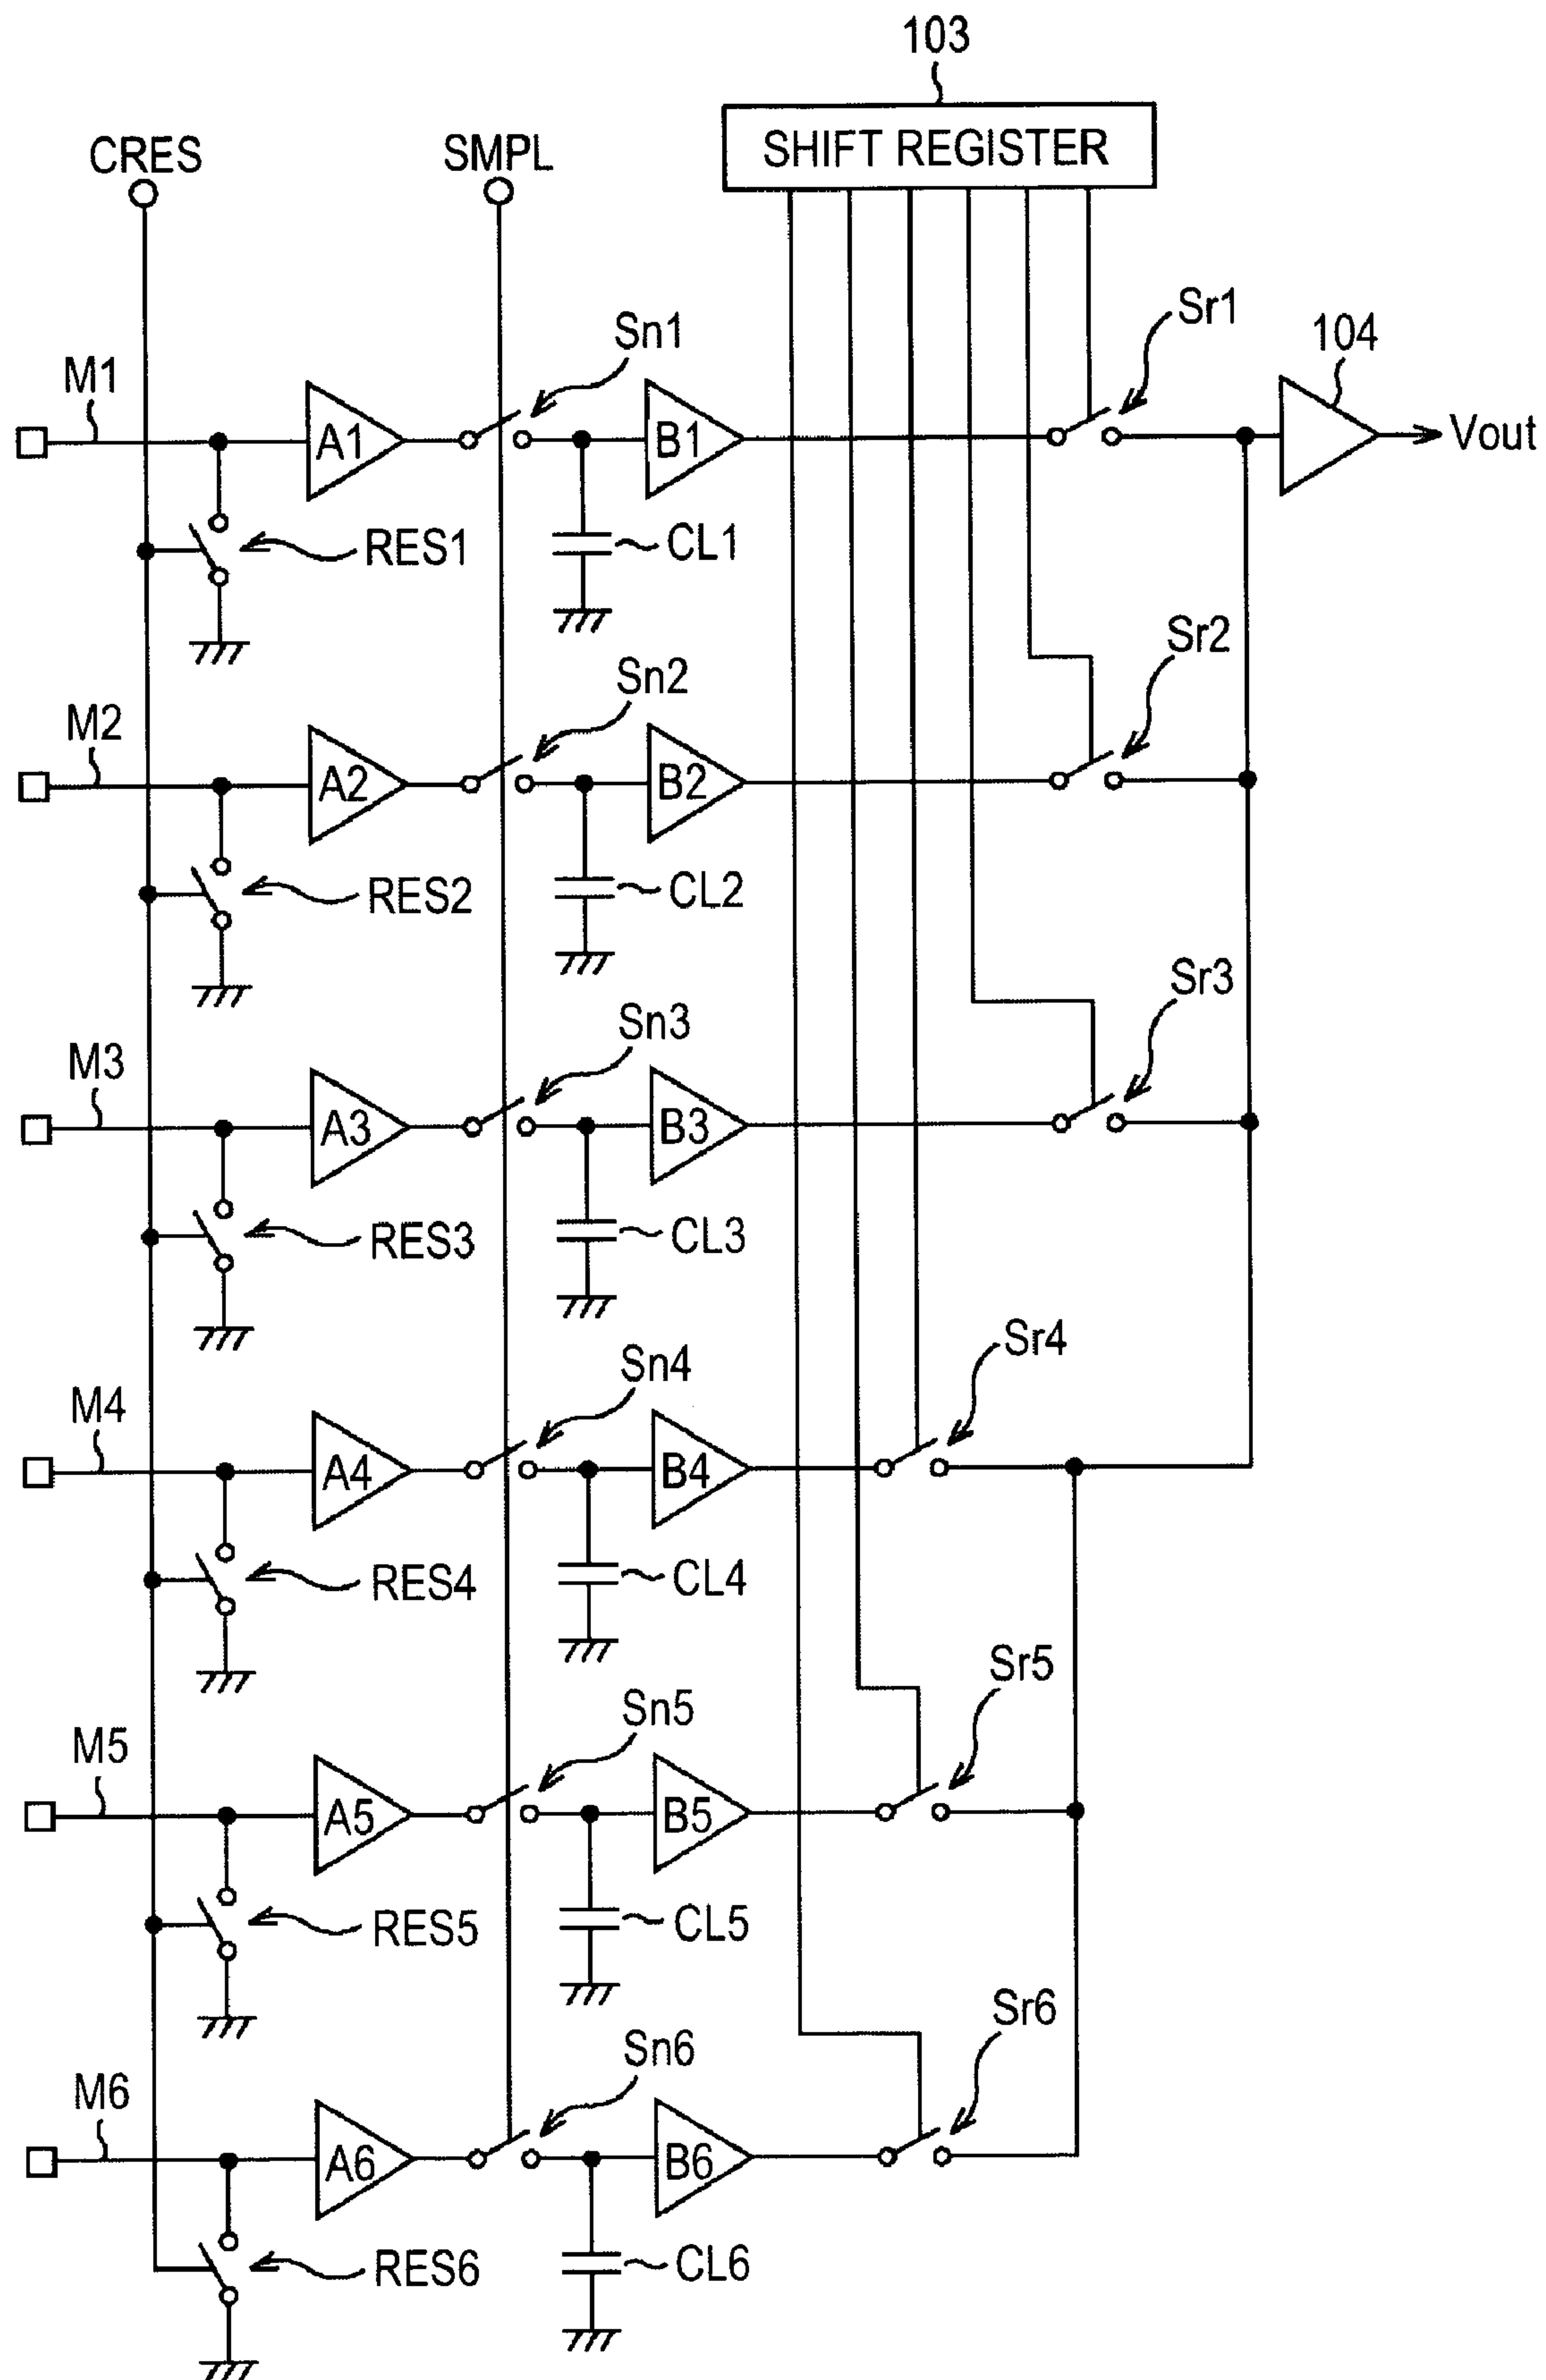 103
CRES
SMPL
SHIFT REGISTER
Sn1
Sr1
104
M1
A1
B1
Vout
RES1
CL1
Sn2
Sr2
M2
A2
B2
RES2
CL2
Sn3
Sr3
M3
A3
B3
RES3
CL3
Sn4
Sr4
M4
A4
B4
RES4
CL4
Sn5
Sr5
M5
A5
B5
RES5
CL5
Sn6
Sr6
M6
A6
B6
RES6
CL6